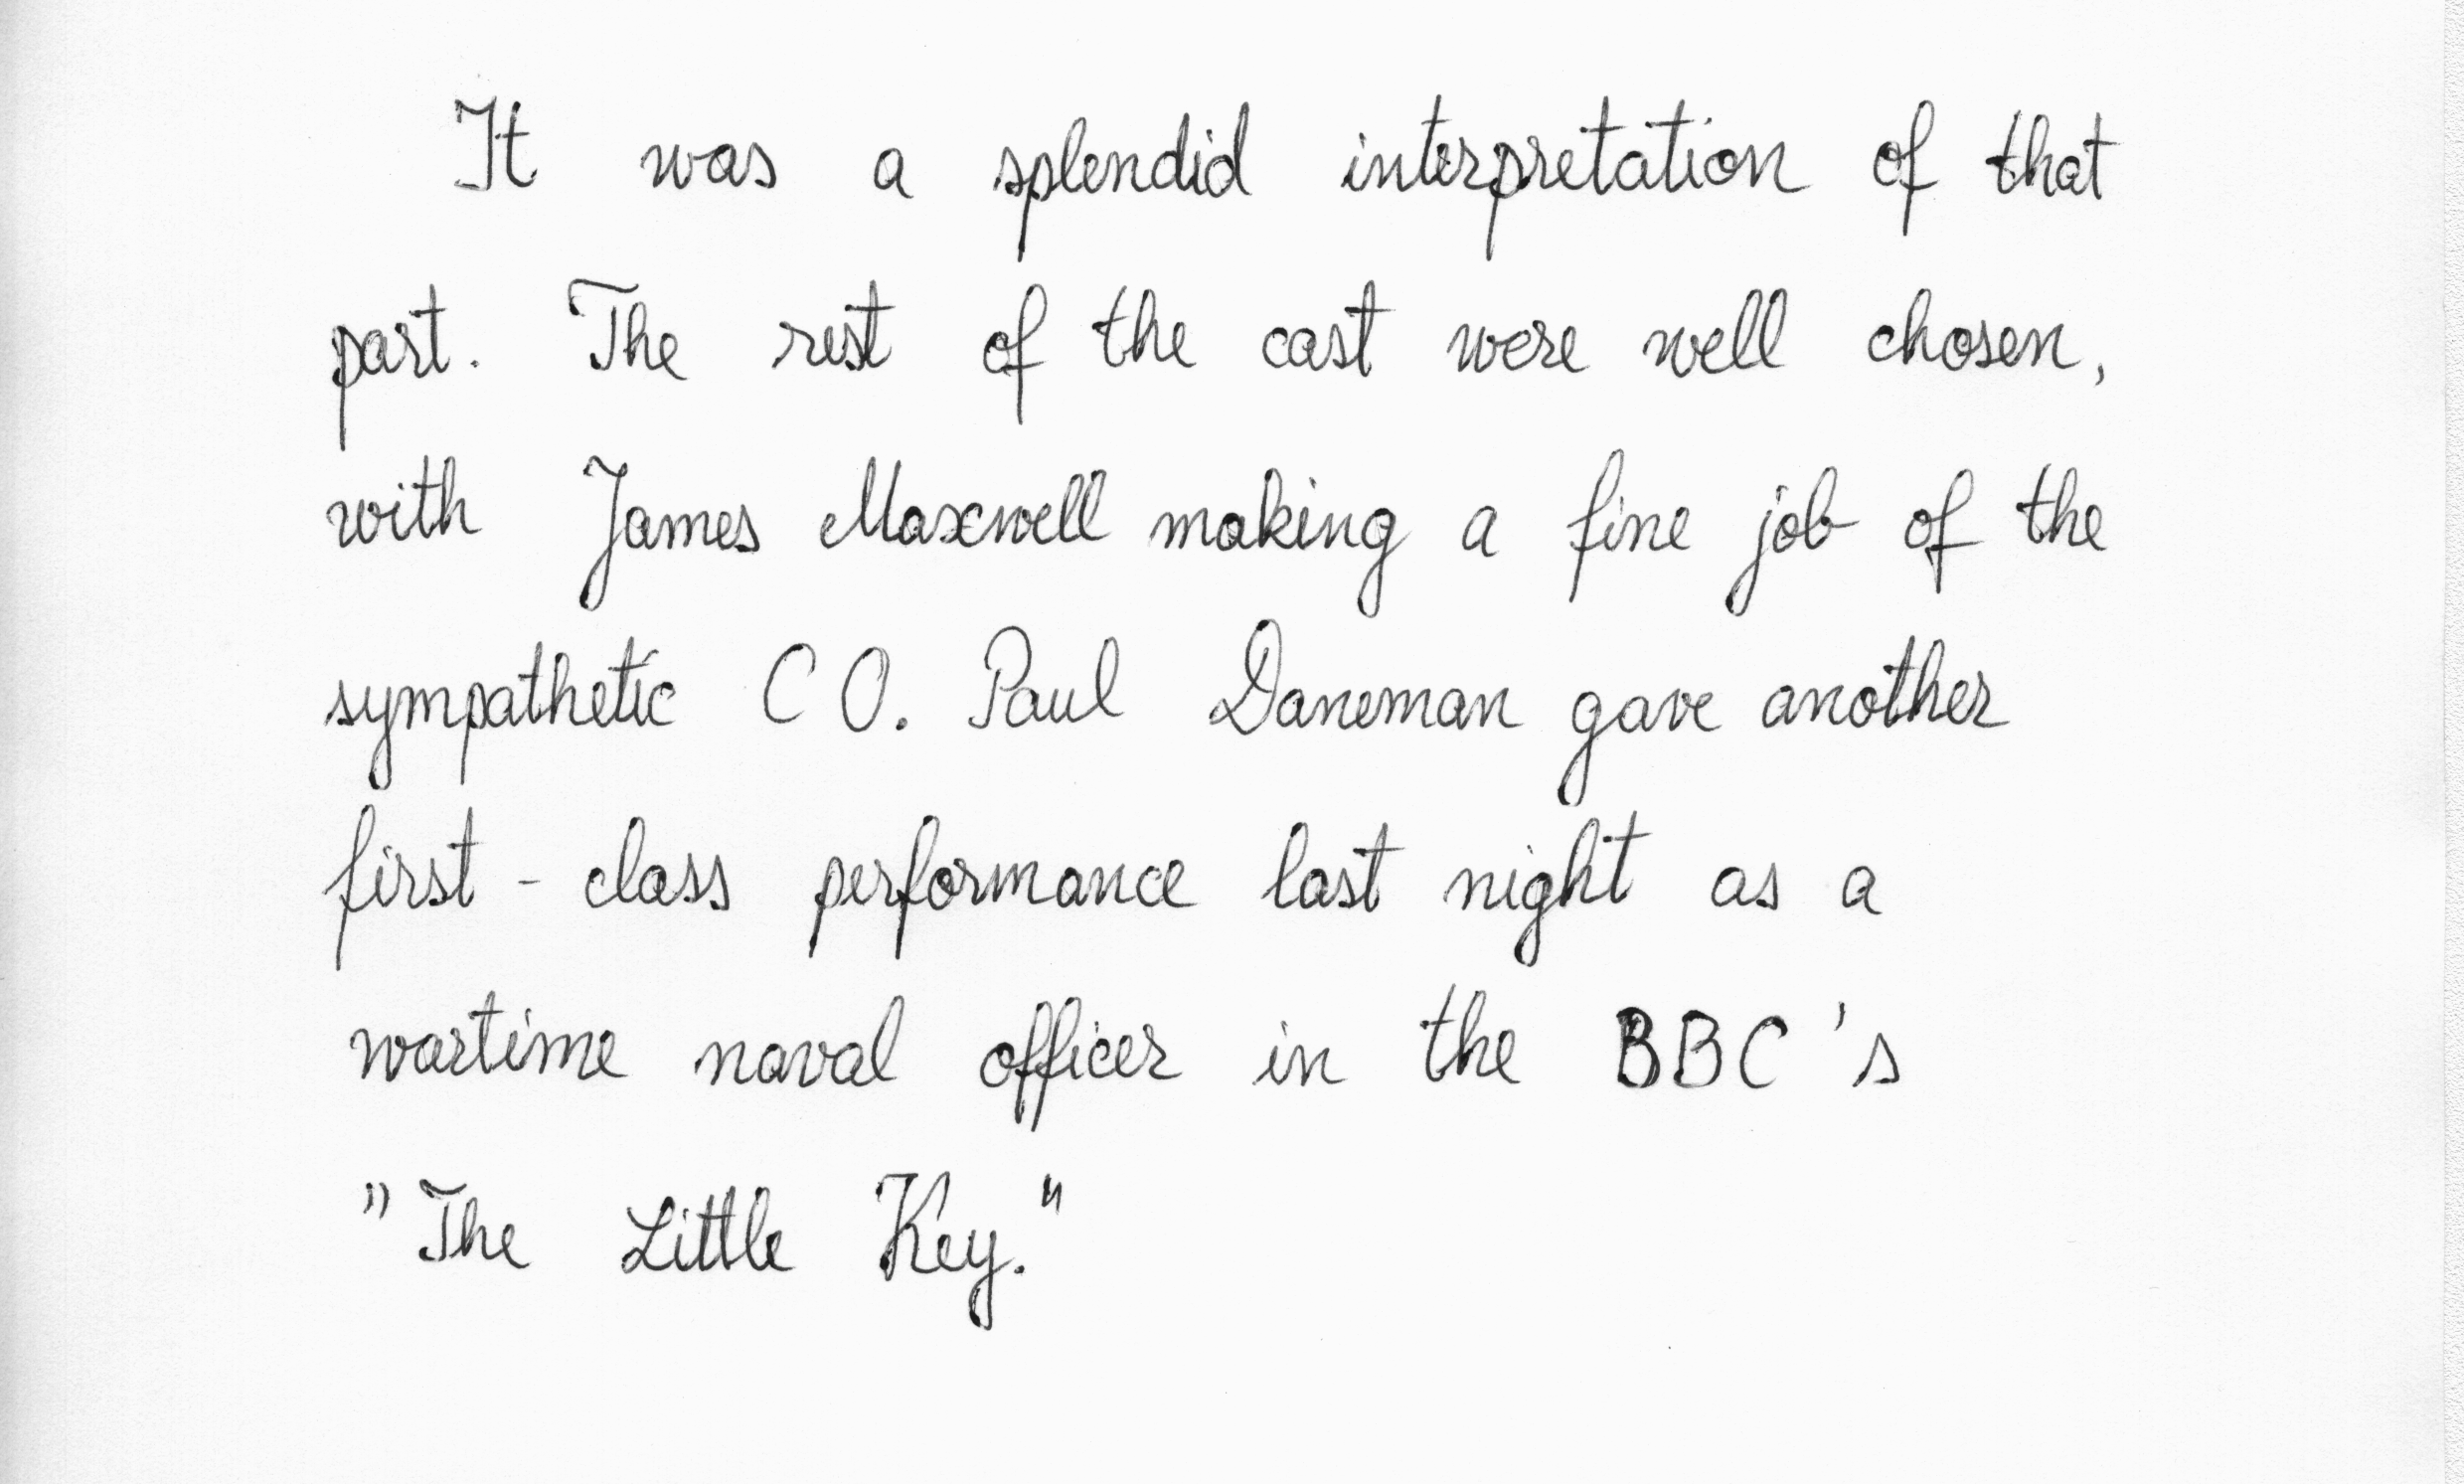 It was a splendid interpretation of that
part. The rest of the cast were well chosen,
with James Maxwell making a fine job of the
sympathetic CO. Paul Daneman gave another
first-class performance last night as a
wartime naval officer in the BBC's
"The Little Key."